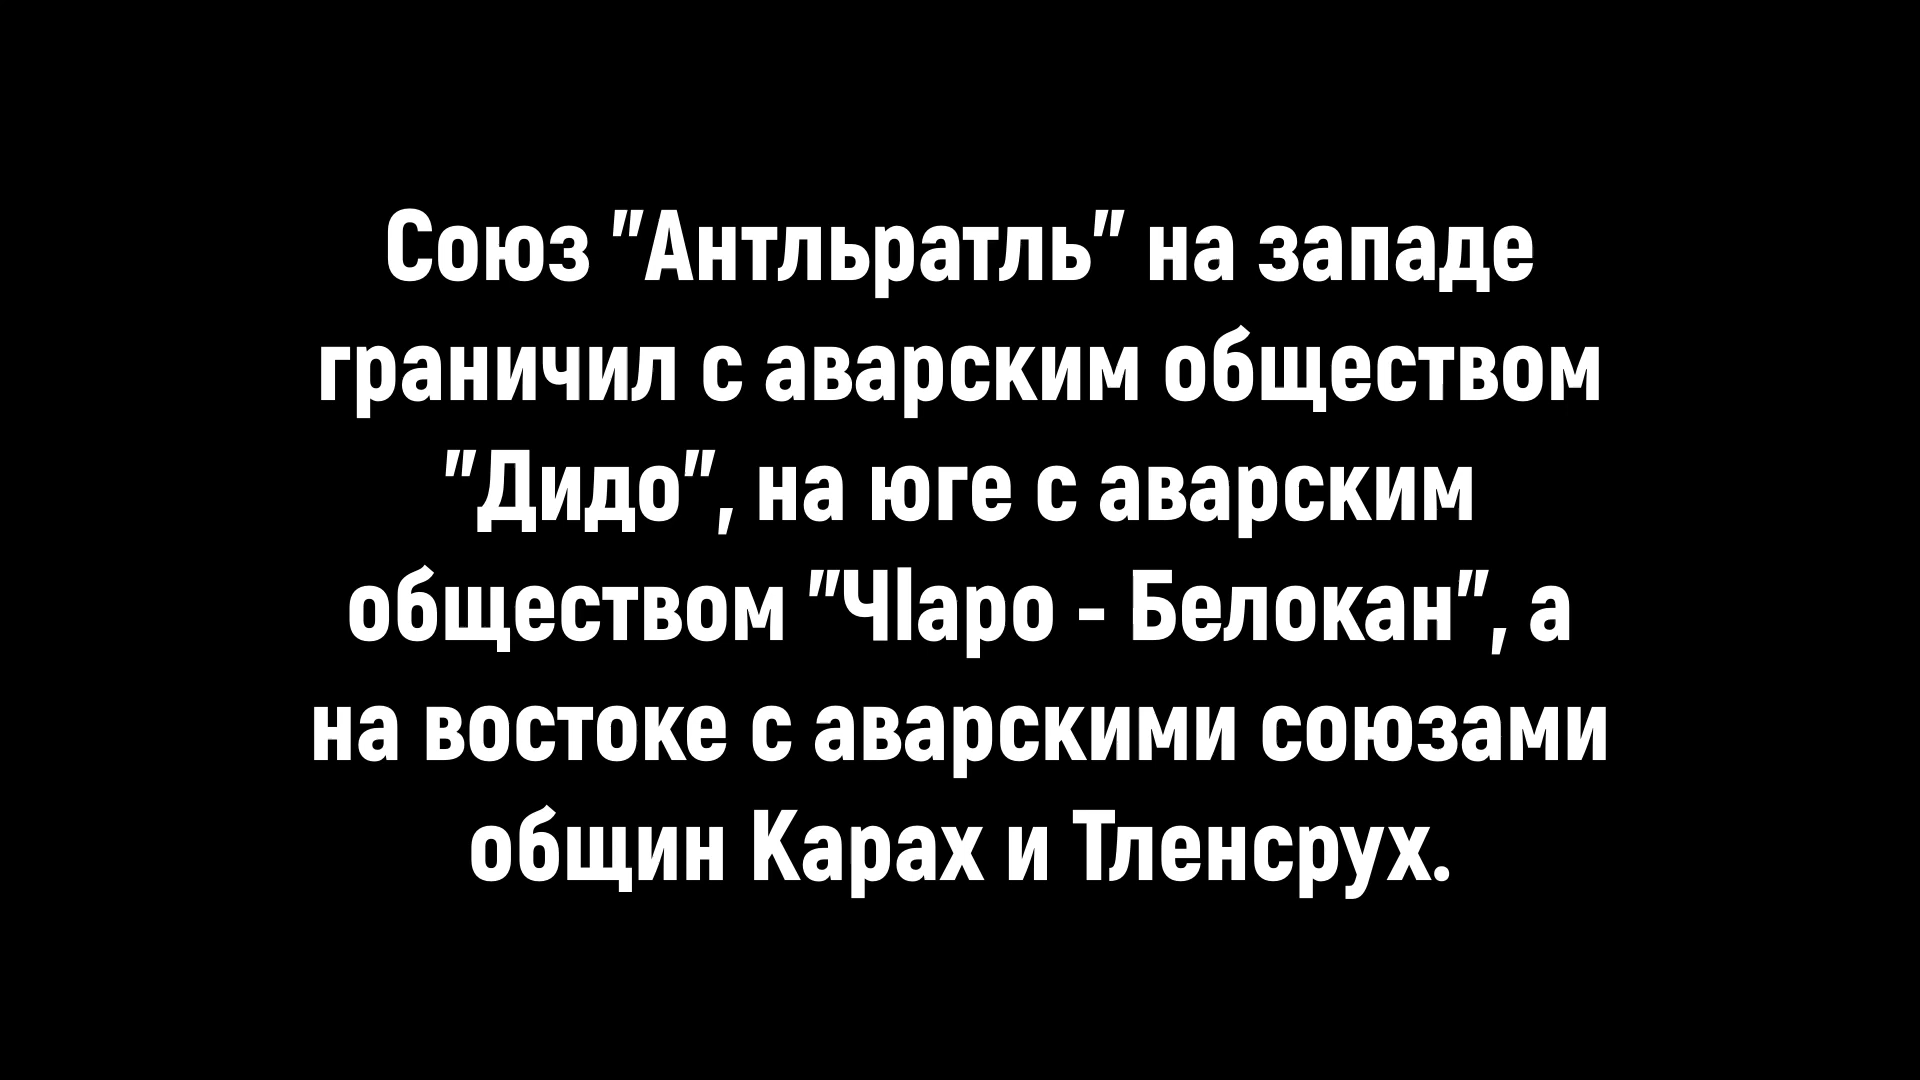 Союз "Антльратль" на западе
граничил с аварским обществом
"Дидо", на юге с аварским
обществом "ЧIаро - Белокан", а
на востоке с аварскими союзами
общин Карах и Тленсрух.